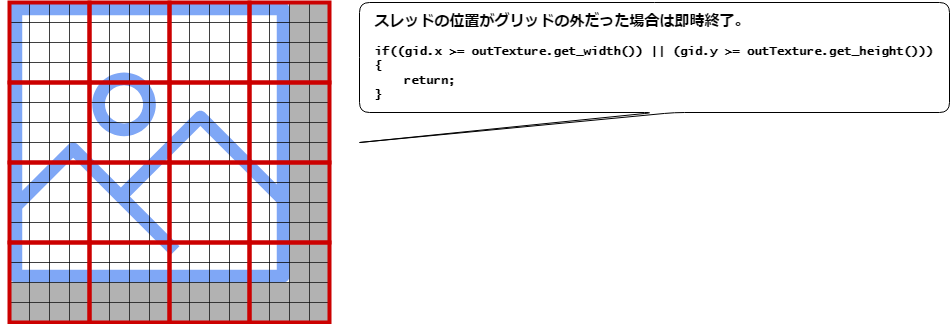 スレッドの位置がグリッドの外だった場合は即時終了。
if((gid.x >= outTexture.get_width()) || (gid.y >= outTexture.get_height()))
{
    return;
}